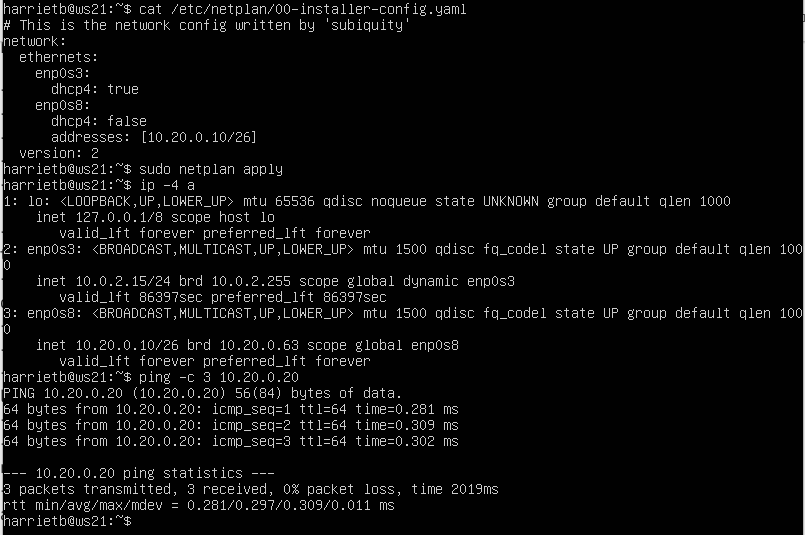 harrietb@ws21:~$ cat /etc/netplan/00-installer-config.yaml
# This is the network config written by 'subiquity'
network:
  ethernets:
    enp0s3:
      dhcp4: true
    enp0s8:
      dhcp4: false
      addresses: [10.20.0.10/26]
  version: 2
harrietb@ws21:~$ sudo netplan apply
harrietb@ws21:~$ ip -4 a
1: lo: <LOOPBACK,UP,LOWER_UP> mtu 65536 qdisc noqueue state UNKNOWN group default qlen 1000
    inet 127.0.0.1/8 scope host lo
       valid_lft forever preferred_lft forever
2: enp0s3: <BROADCAST,MULTICAST,UP,LOWER_UP> mtu 1500 qdisc fq_codel state UP group default qlen 100
0
    inet 10.0.2.15/24 brd 10.0.2.255 scope global dynamic enp0s3
       valid_lft 86397sec preferred_lft 86397sec
3: enp0s8: <BROADCAST,MULTICAST,UP,LOWER_UP> mtu 1500 qdisc fq_codel state UP group default qlen 100
0
    inet 10.20.0.10/26 brd 10.20.0.63 scope global enp0s8
       valid_lft forever preferred_lft forever
harrietb@ws21:~$ ping -c 3 10.20.0.20
PING 10.20.0.20 (10.20.0.20) 56(84) bytes of data.
64 bytes from 10.20.0.20: icmp_seq=1 ttl=64 time=0.281 ms
64 bytes from 10.20.0.20: icmp_seq=2 ttl=64 time=0.309 ms
64 bytes from 10.20.0.20: icmp_seq=3 ttl=64 time=0.302 ms

--- 10.20.0.20 ping statistics ---
3 packets transmitted, 3 received, 0% packet loss, time 2019ms
rtt min/avg/max/mdev = 0.281/0.297/0.309/0.011 ms
harrietb@ws21:~$